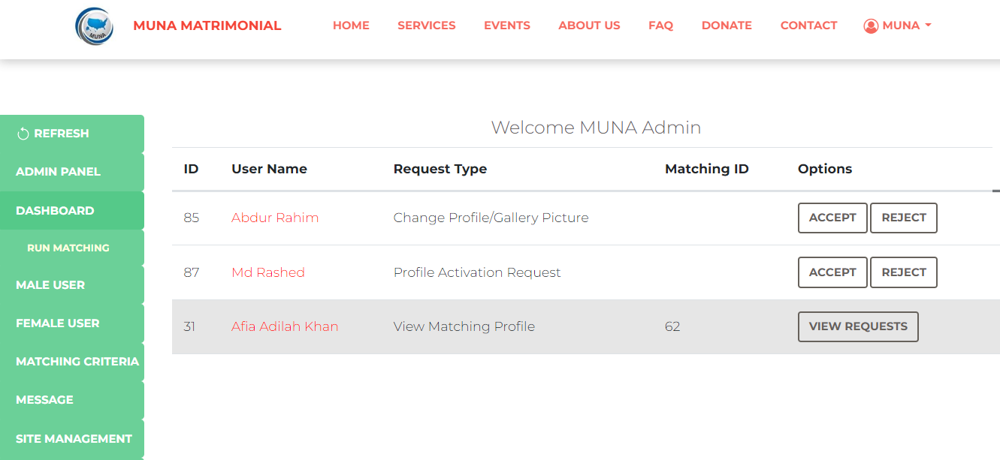 MUNA
MUNA MATRIMONIAL HOME SERVICES EVENTS ABOUT US FAQ DONATE CONTACT MUNA
REFRESH
ADMIN PANEL
DASHBOARD
RUN MATCHING
MALE USER
FEMALE USER
MATCHING CRITERIA
MESSAGE
SITE MANAGEMENT
Welcome MUNA Admin
ID User Name Request Type Matching ID Options
85 Abdur Rahim Change Profile/Gallery Picture ACCEPT REJECT
87 Md Rashed Profile Activation Request ACCEPT REJECT
31 Afia Adilah Khan View Matching Profile 62 VIEW REQUESTS